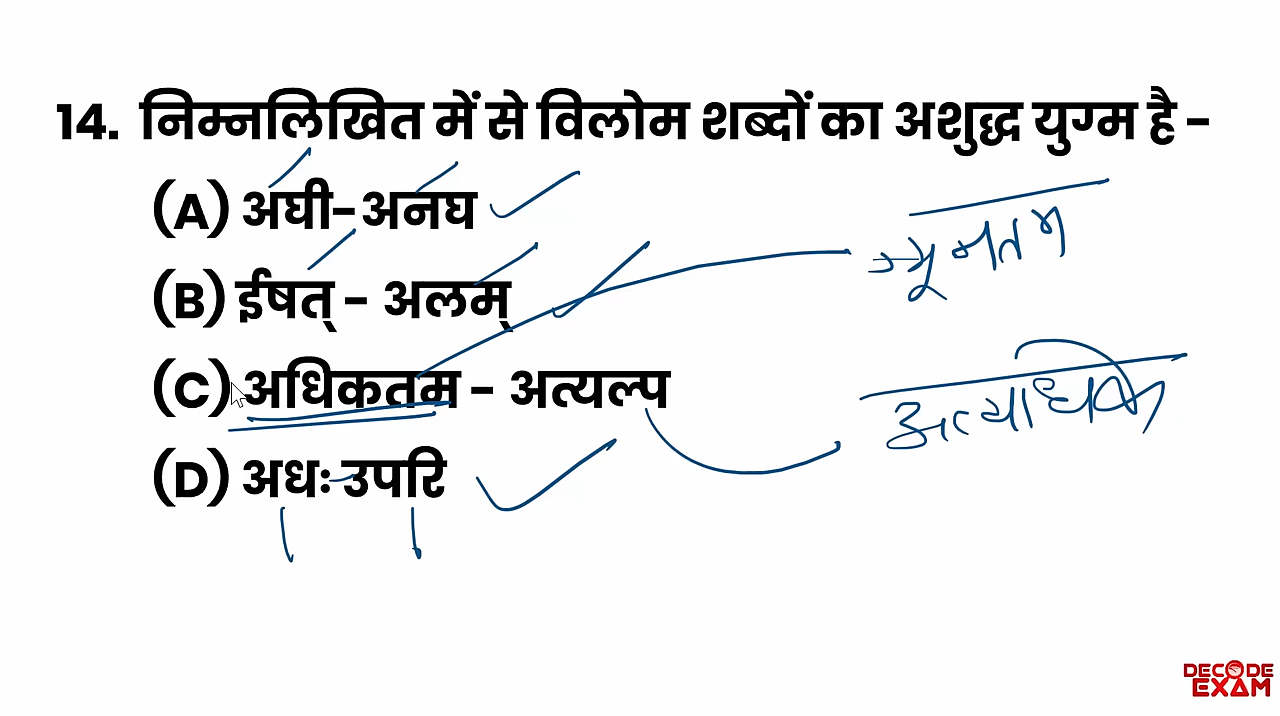 14. निम्नलिखित में से विलोम शब्दों का अशुद्ध युग्म है -
(A) अघी-अनघ
(B) ईषत् - अलम्
न्यूनतम
(C) अधिकतम - अत्यल्प
अत्याधिक
(D) अधः उपरि
DECODE
EXAM